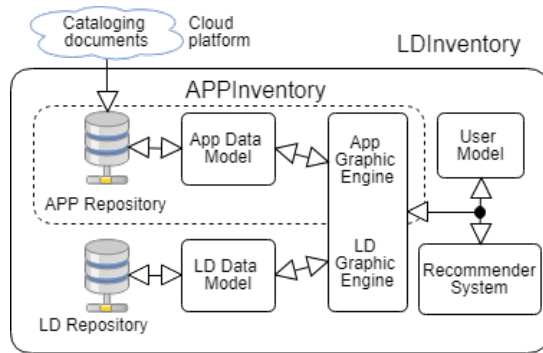 Cataloging
documents
Cloud
platform
LDInventory
APPInventory
App Data
Model
App
Graphic
Engine
User
Model
APP Repository
LD Data
Model
LD
Graphic
Engine
Recommender
System
LD Repository